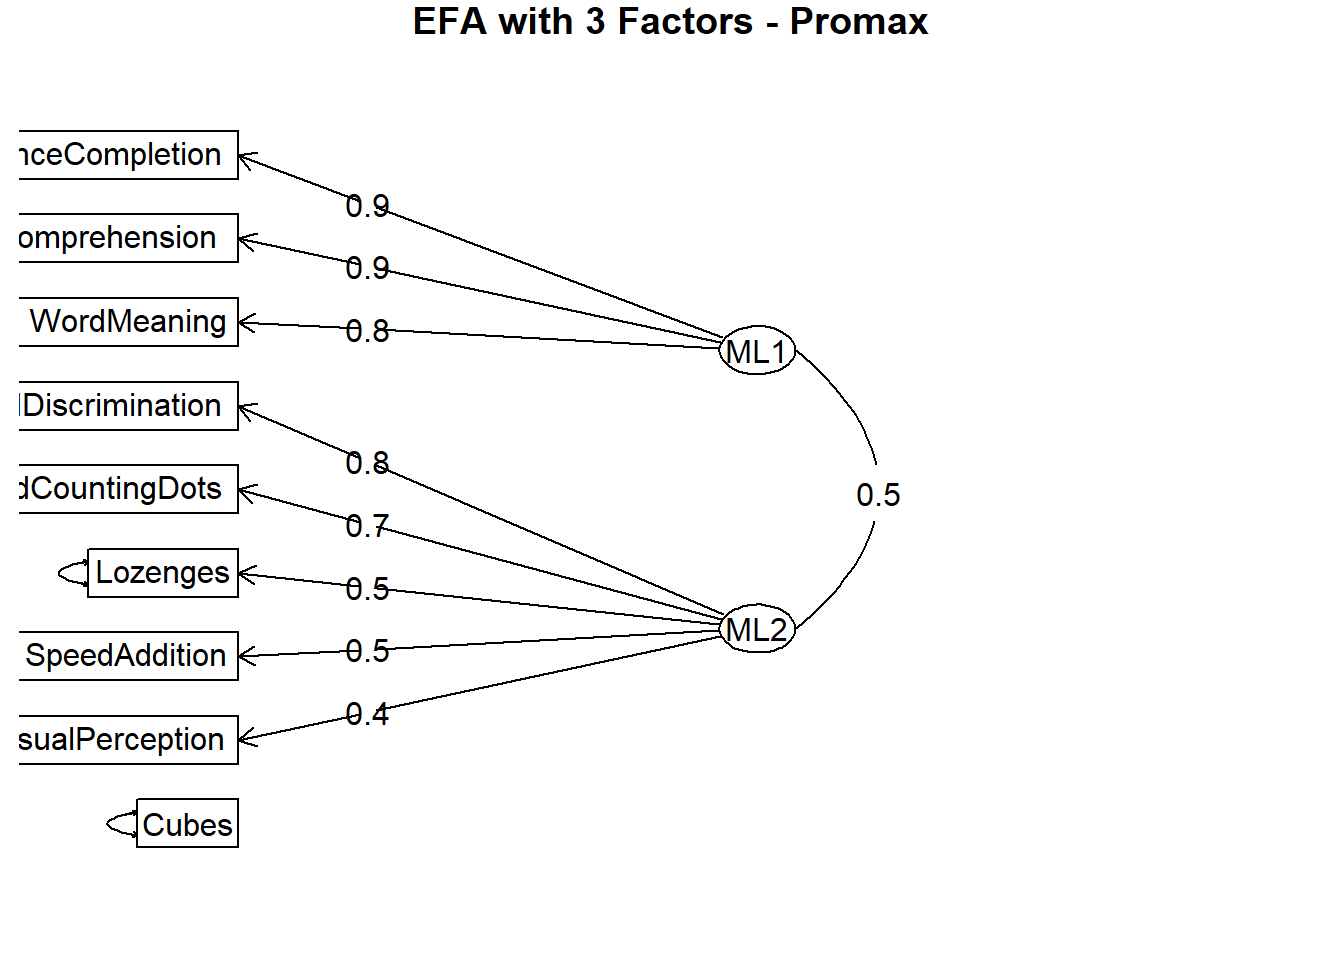 EFA with 3 Factors - Promax
nceCompletion
0.9
omprehension
0.9
WordMeaning
0.8
ML1
Discrimination
0.8
dCountingDots
0.5
0.7
Lozenges
0.5
ML2
SpeedAddition
0.5
0.4
sualPerception
Cubes